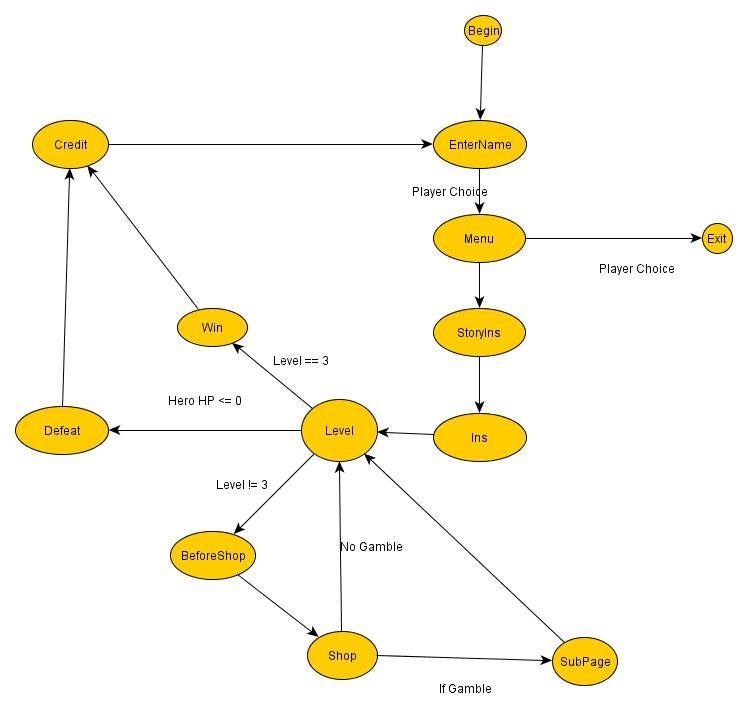 Begin
Credit
EnterName
Player Choice
Menu
Exit
Player Choice
Win
StoryIns
Level == 3
Hero HP <= 0
Defeat
Level
Ins
Level != 3
No Gamble
BeforeShop
Shop
SubPage
If Gamble